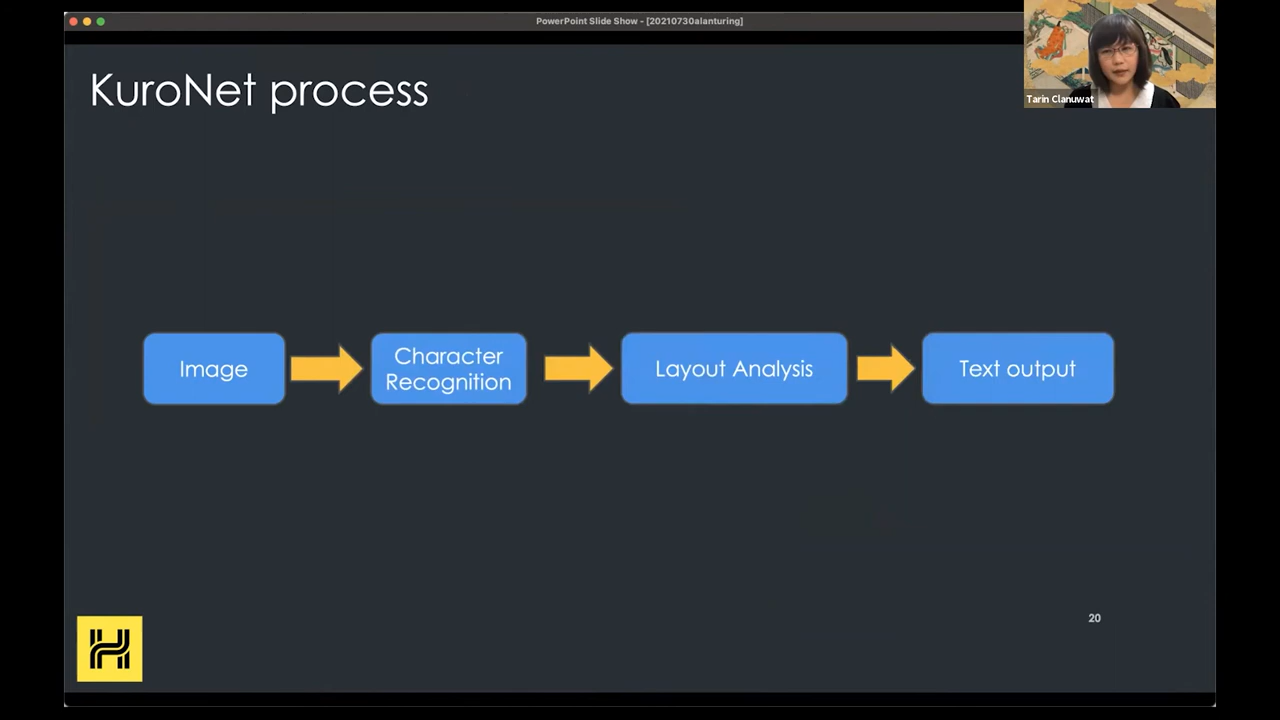 PowerPoint Slide Show - [20210730alanturing]
KuroNet process
Tarin Clanuwat
Image
Character
Recognition
Layout Analysis
Text output
20